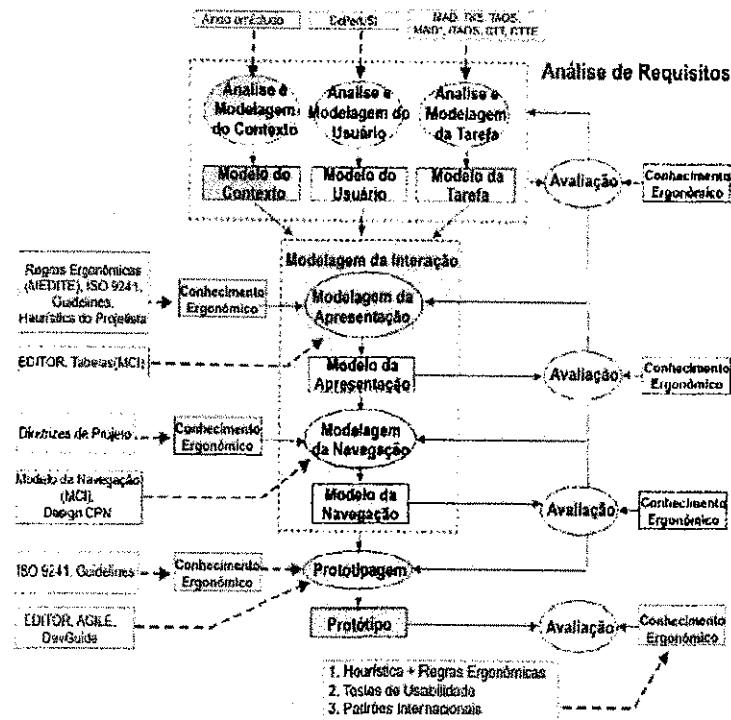 MAD, TKS, TAOS,
MAD*, ITAOS, GTT, CTTE
Análise de Requisitos
Análise e
Modelagem
do Contexto
Análise e
Modelagem do
Usuário
Análise e
Modelagem
da Tarefa
Modelo do
Contexto
Modelo do
Usuário
Modelo da
Tarefa
Avaliação
Conhecimento
Ergonômico
Modelagem da Interação
Regras Ergonômicas
(MEDITE), ISO 9241,
Guidelines,
Heurística do Projetista
Conhecimento
Ergonômico
Modelagem da
Apresentação
EDITOR, Tabelas(MCI)
Modelo da
Apresentação
Avaliação
Conhecimento
Ergonômico
Diretrizes de Projeto
Conhecimento
Ergonômico
Modelagem
da Navegação
Modelo da Navegação
(MCI),
Design CPN
Modelo da
Navegação
Avaliação
Conhecimento
Ergonômico
ISO 9241, Guidelines
Conhecimento
Ergonômico
Prototipagem
EDITOR, AGILE,
DevGuide
Protótipo
Avaliação
Conhecimento
Ergonômico
1. Heurística + Regras Ergonômicas
2. Testes de Usabilidade
3. Padrões Internacionais